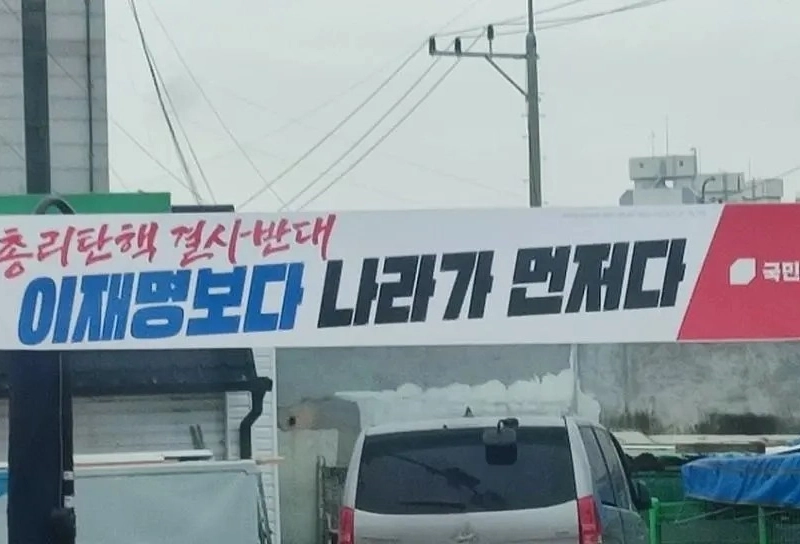 총리탄핵 결사반대
이재명보다 나라가 먼저다
국민